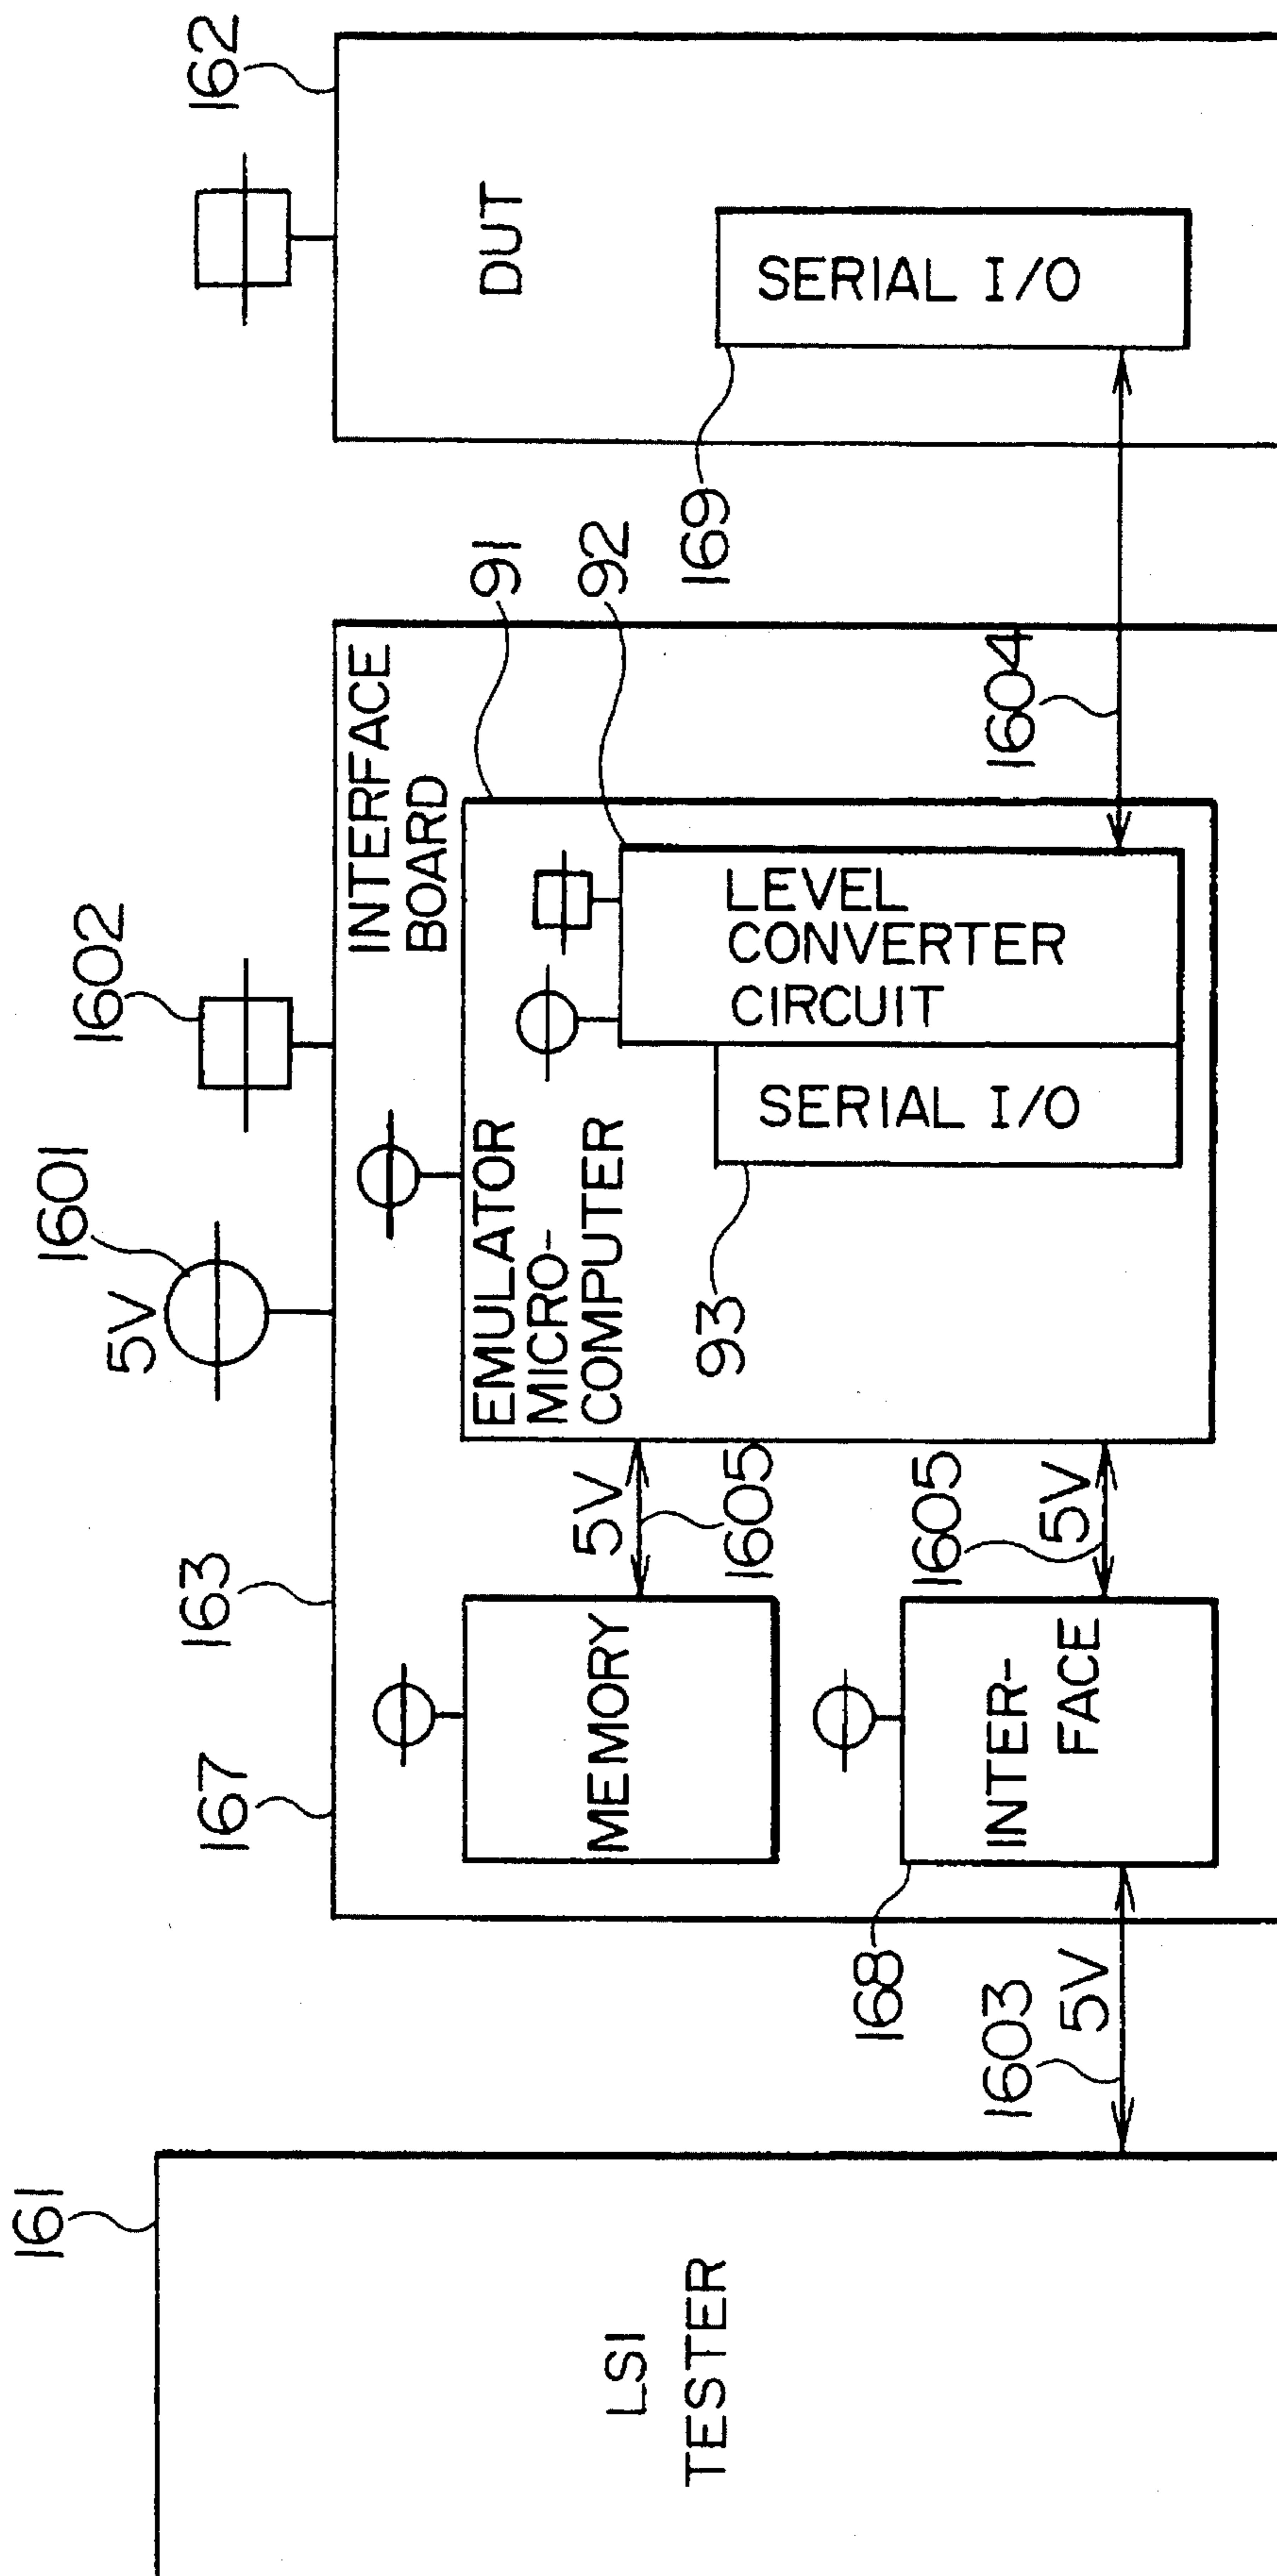 161
LSI
TESTER
1603
5V
168
167
163
MEMORY
INTER-
FACE
5V
1605
1605
5V
1601
5V
1602
INTERFACE
BOARD
EMULATOR
MICRO-
COMPUTER
93
SERIAL I/O
LEVEL
CONVERTER
CIRCUIT
91
92
1604
169
162
DUT
SERIAL I/O